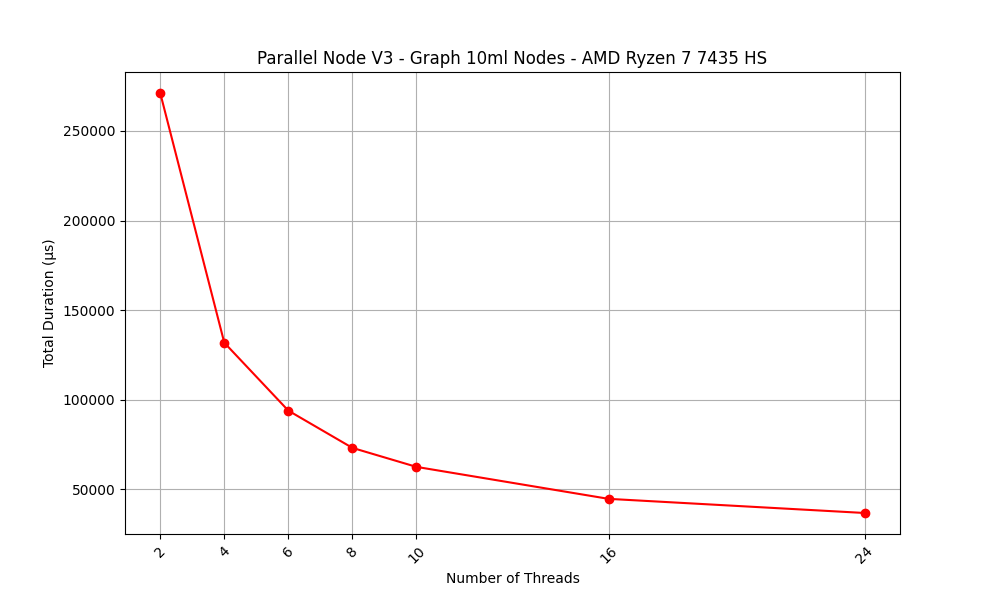 Parallel Node V3 - Graph 10ml Nodes - AMD Ryzen 7 7435 HS
Total Duration (µs)
250000
200000
150000
100000
50000
2 4 6 8 10 16 24
Number of Threads